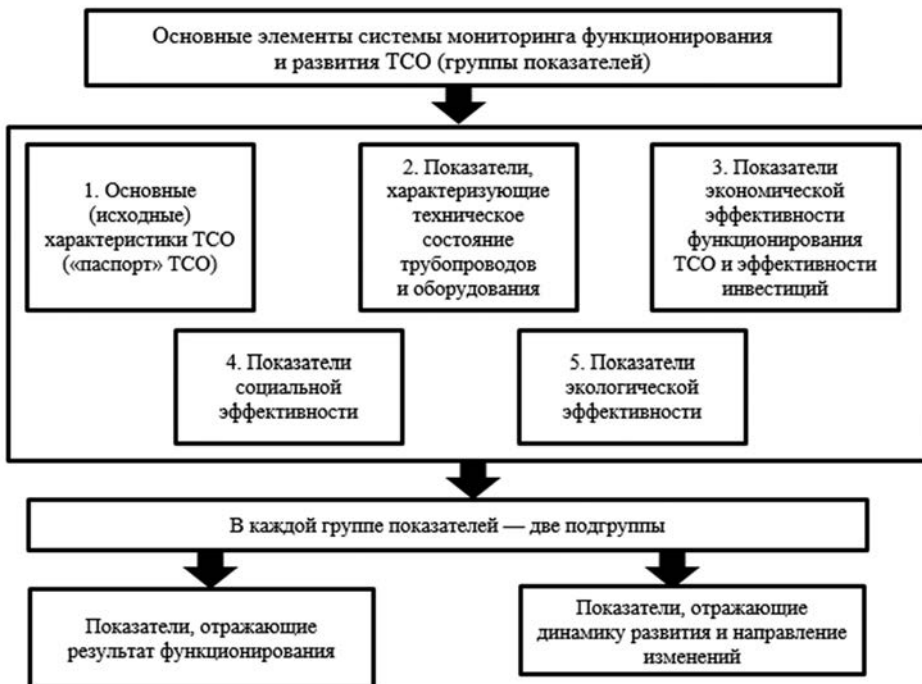 Основные элементы системы мониторинга функционирования
и развития ТСО (группы показателей)
1. Основные
(исходные)
характеристики ТСО
(«паспорт» ТСО)
2. Показатели,
характеризующие
техническое
состояние
трубопроводов
и оборудования
3. Показатели
экономической
эффективности
функционирования
ТСО и эффективности
инвестиций
4. Показатели
социальной
эффективности
5. Показатели
экологической
эффективности
В каждой группе показателей — две подгруппы
Показатели, отражающие
результат функционирования
Показатели, отражающие
динамику развития и направление
изменений